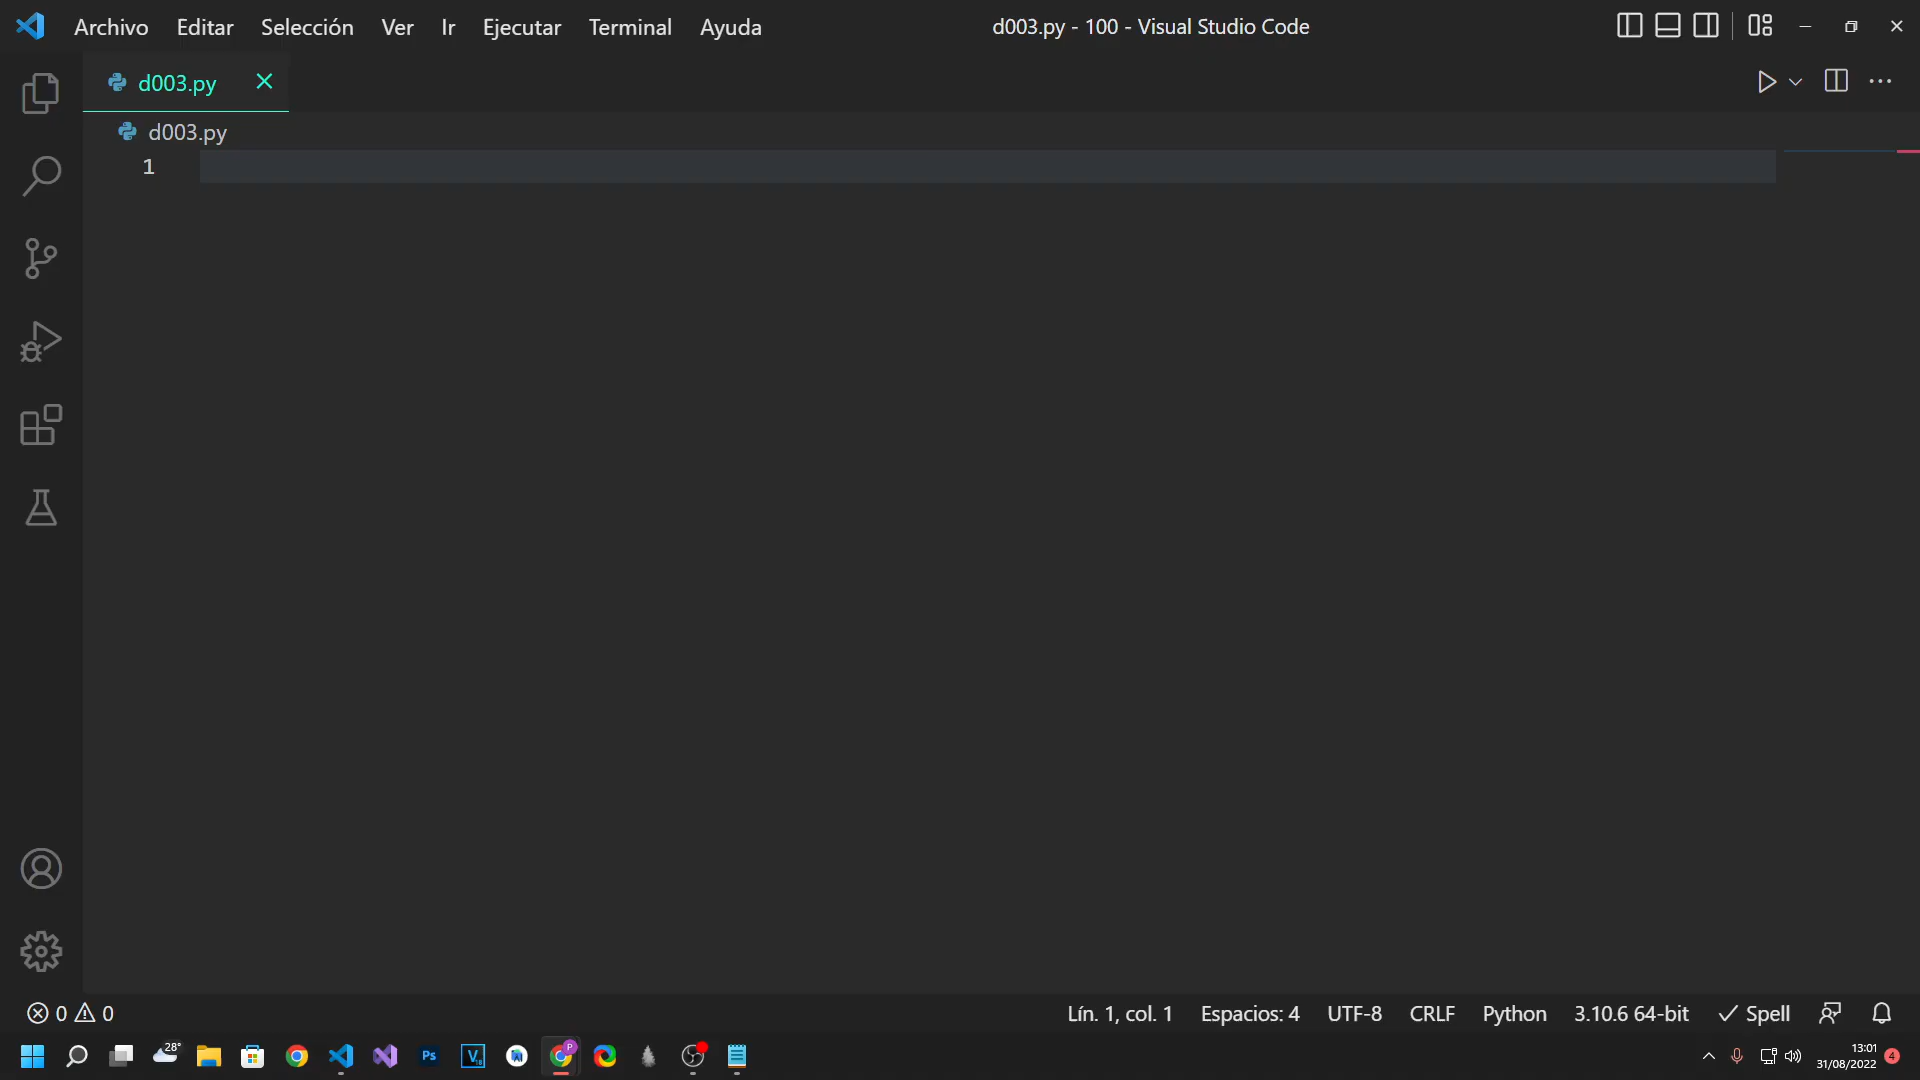 Archivo Editar Selección Ver Ir Ejecutar Terminal Ayuda d003.py - 100 - Visual Studio Code
d003.py
d003.py
1
0 0 Lín. 1, col. 1 Espacios: 4 UTF-8 CRLF Python 3.10.6 64-bit Spell
28° Ps P 13:01
31/08/2022 4